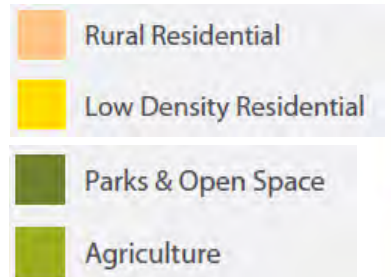 Rural Residential
Low Density Residential
Parks & Open Space
Agriculture